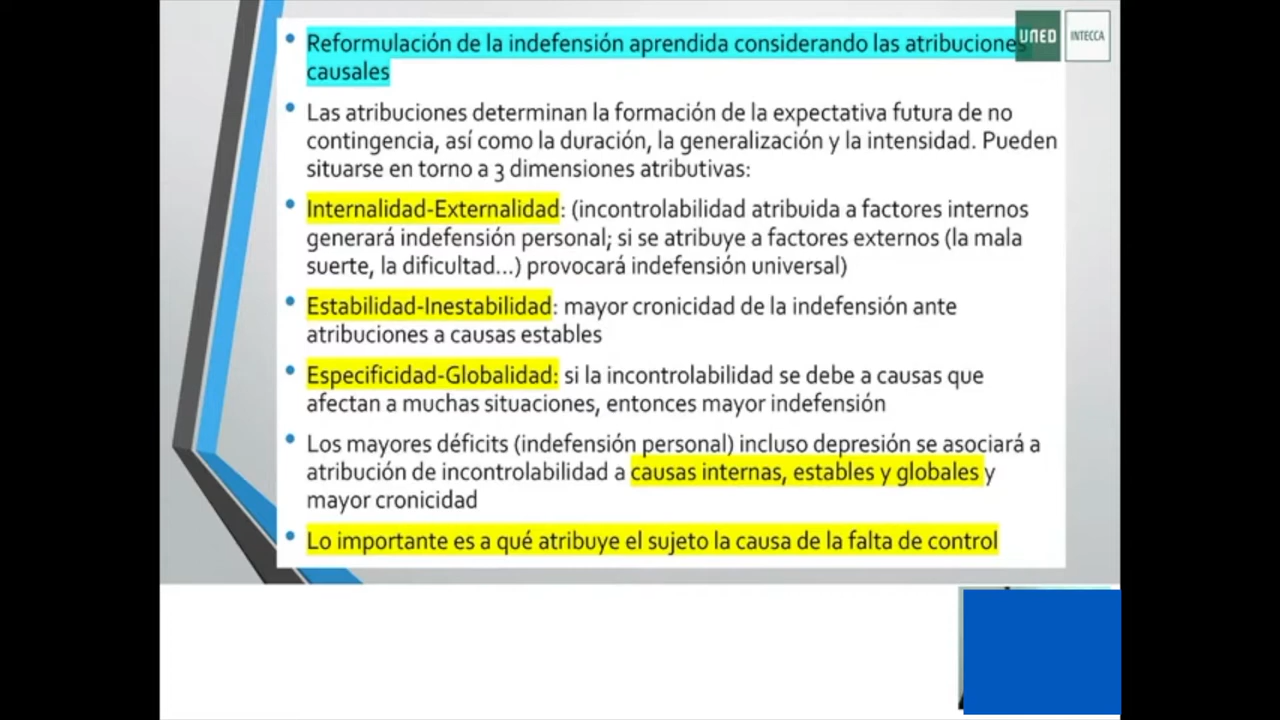 Reformulación de la indefensión aprendida considerando las atribuciones
causales
UNED
INTECCA
Las atribuciones determinan la formación de la expectativa futura de no
contingencia, así como la duración, la generalización y la intensidad. Pueden
situarse en torno a 3 dimensiones atributivas:
Internalidad-Externalidad: (incontrolabilidad atribuida a factores internos
generará indefensión personal; si se atribuye a factores externos (la mala
suerte, la dificultad...) provocará indefensión universal)
Estabilidad-Inestabilidad: mayor cronicidad de la indefensión ante
atribuciones a causas estables
Especificidad-Globalidad: si la incontrolabilidad se debe a causas que
afectan a muchas situaciones, entonces mayor indefensión
Los mayores déficits (indefensión personal) incluso depresión se asociará a
atribución de incontrolabilidad a causas internas, estables y globales y
mayor cronicidad
Lo importante es a qué atribuye el sujeto la causa de la falta de control